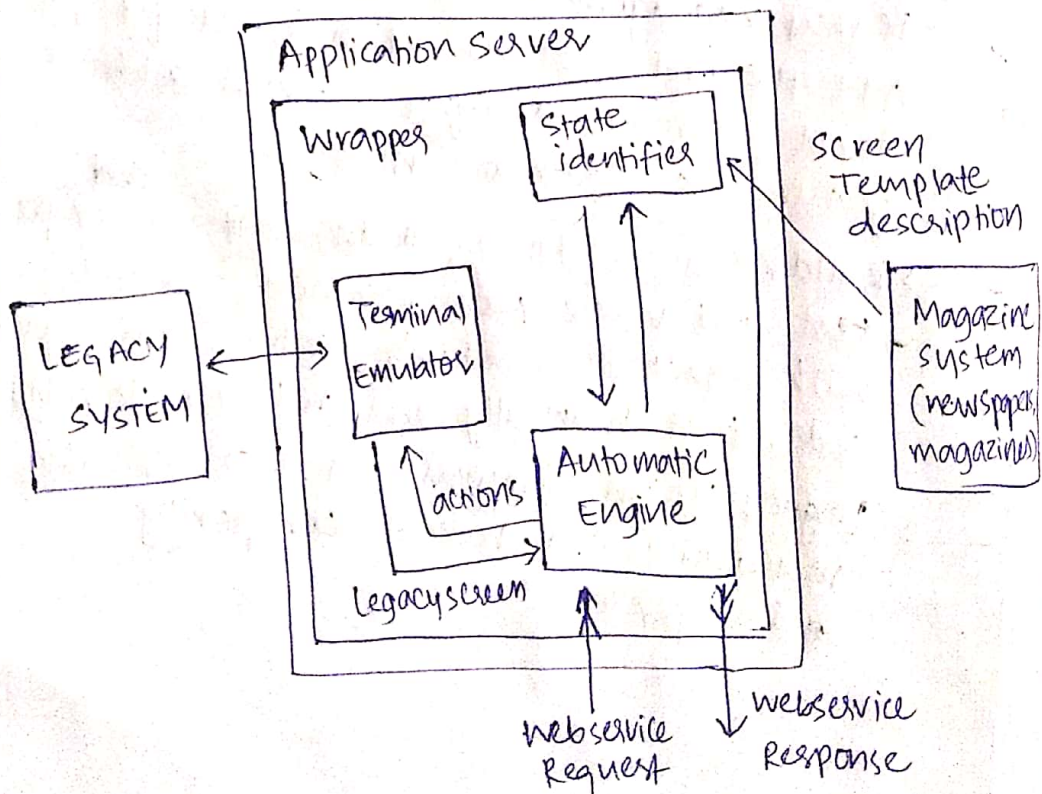 Application Server
Wrapper
State
identifier
Screen
Template
description
LEGACY
SYSTEM
Terminal
Emulator
Magazine
System
(newspapers,
magazines)
actions
Automatic
Engine
Legacyscreen
Webservice
Request
Webservice
Response